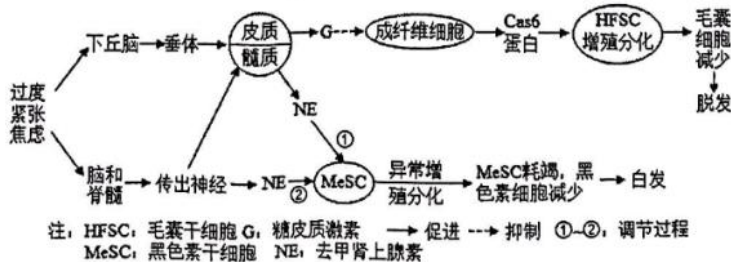 过度
紧张
焦虑
下丘脑
垂体
皮质
髓质
G
成纤维细胞
Cas6
蛋白
HFSC
增殖分化
毛囊
细胞
减少
脱发
NE
①
脑和
脊髓
传出神经
NE
②
MeSC
异常增
殖分化
MeSC耗竭，黑
色素细胞减少
白发
注：HFSC：毛囊干细胞 G：糖皮质激素 促进 抑制 ①~②：调节过程
MeSC：黑色素干细胞 NE：去甲肾上腺素